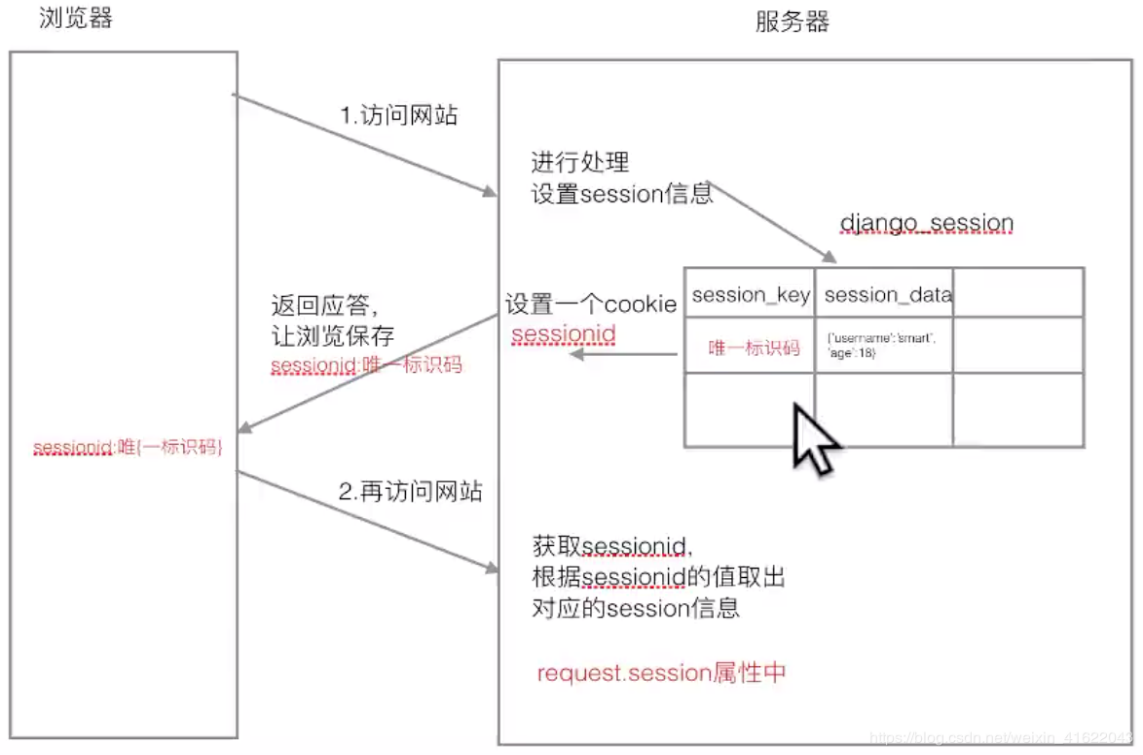 浏览器
服务器
1.访问网站
进行处理
设置session信息
django_session
session_key
session_data
唯一标识码
{'username':'smart',
'age':18}
设置一个cookie
sessionid
返回应答,
让浏览保存
sessionid:唯一标识码
sessionid:唯{一标识码}
2.再访问网站
获取sessionid,
根据sessionid的值取出
对应的session信息
request.session属性中
https://blog.csdn.net/weixin_41622043